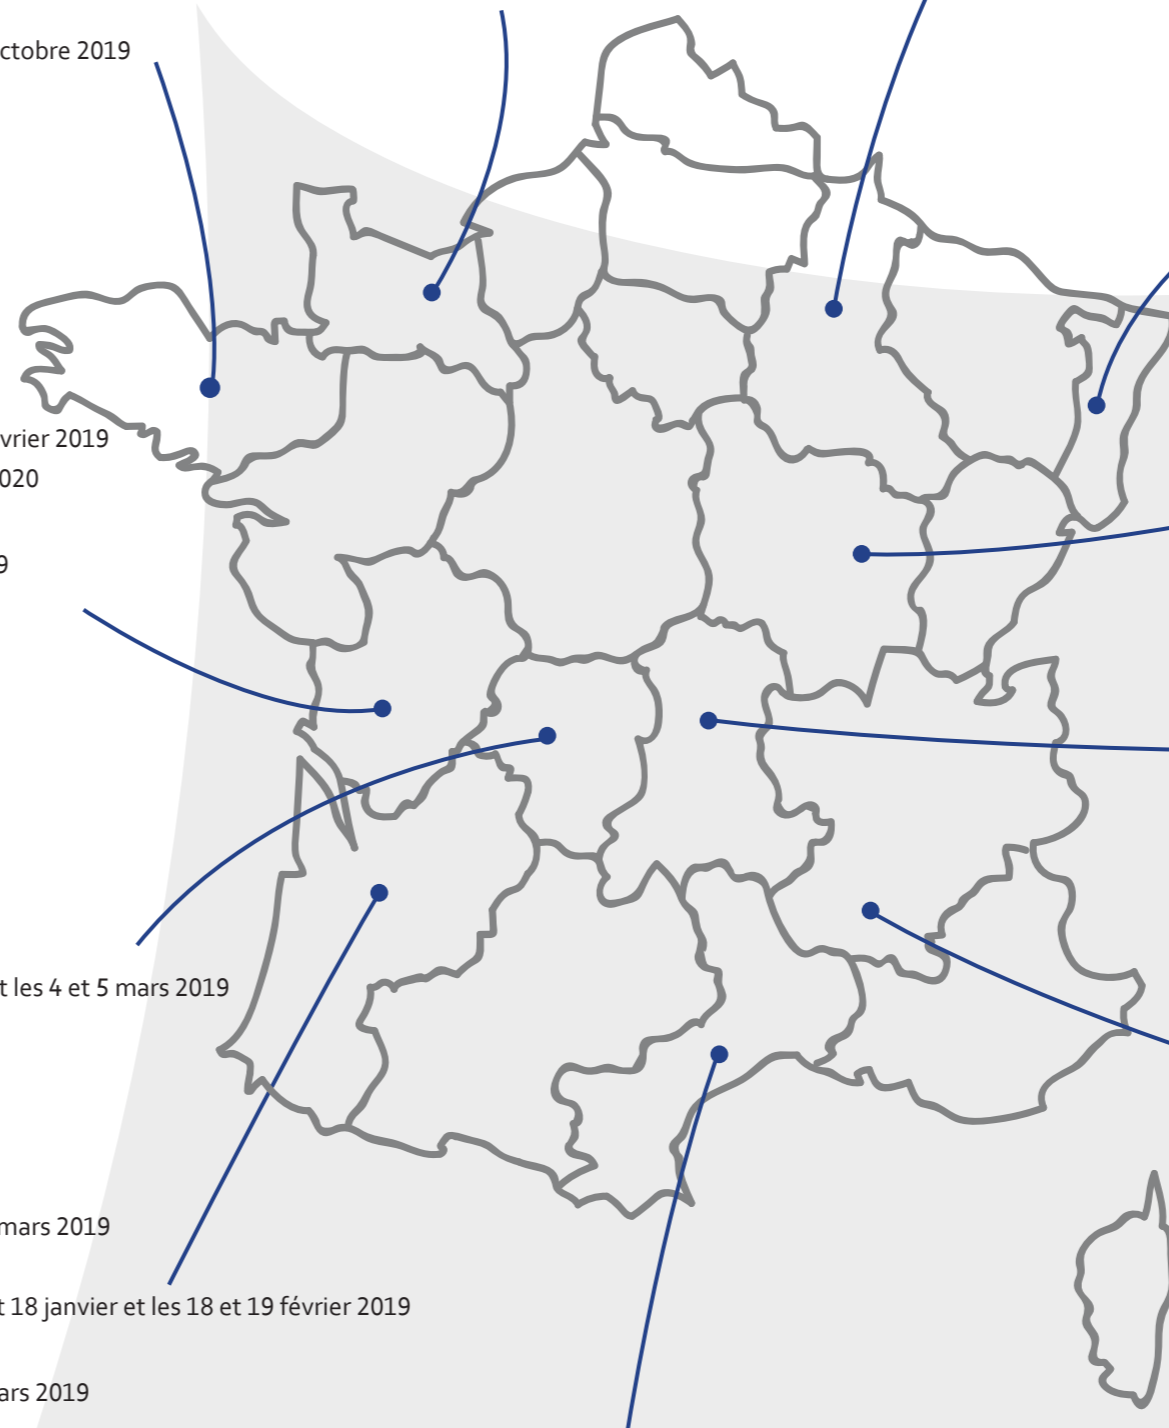 ctobre 2019
vrier 2019
020
9
t les 4 et 5 mars 2019
mars 2019
t 18 janvier et les 18 et 19 février 2019
ars 2019